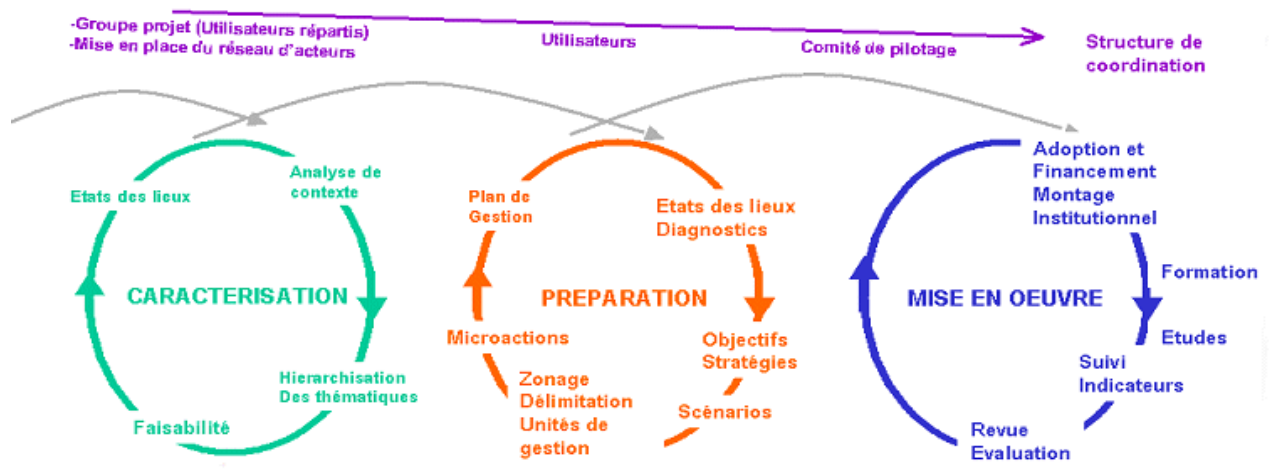 -Groupe projet (Utilisateurs répartis)
-Mise en place du réseau d'acteurs
Utilisateurs
Comité de pilotage
Structure de
coordination
Etats des lieux
Analyse de
contexte
CARACTERISATION
Hierarchisation
Des thématiques
Faisabilité
Plan de
Gestion
Etats des lieux
Diagnostics
PREPARATION
Microactions
Objectifs
Stratégies
Zonage
Délimitation
Unités de
gestion
Scénarios
Adoption et
Financement
Montage
Institutionnel
Formation
MISE EN OEUVRE
Etudes
Suivi
Indicateurs
Revue
Evaluation